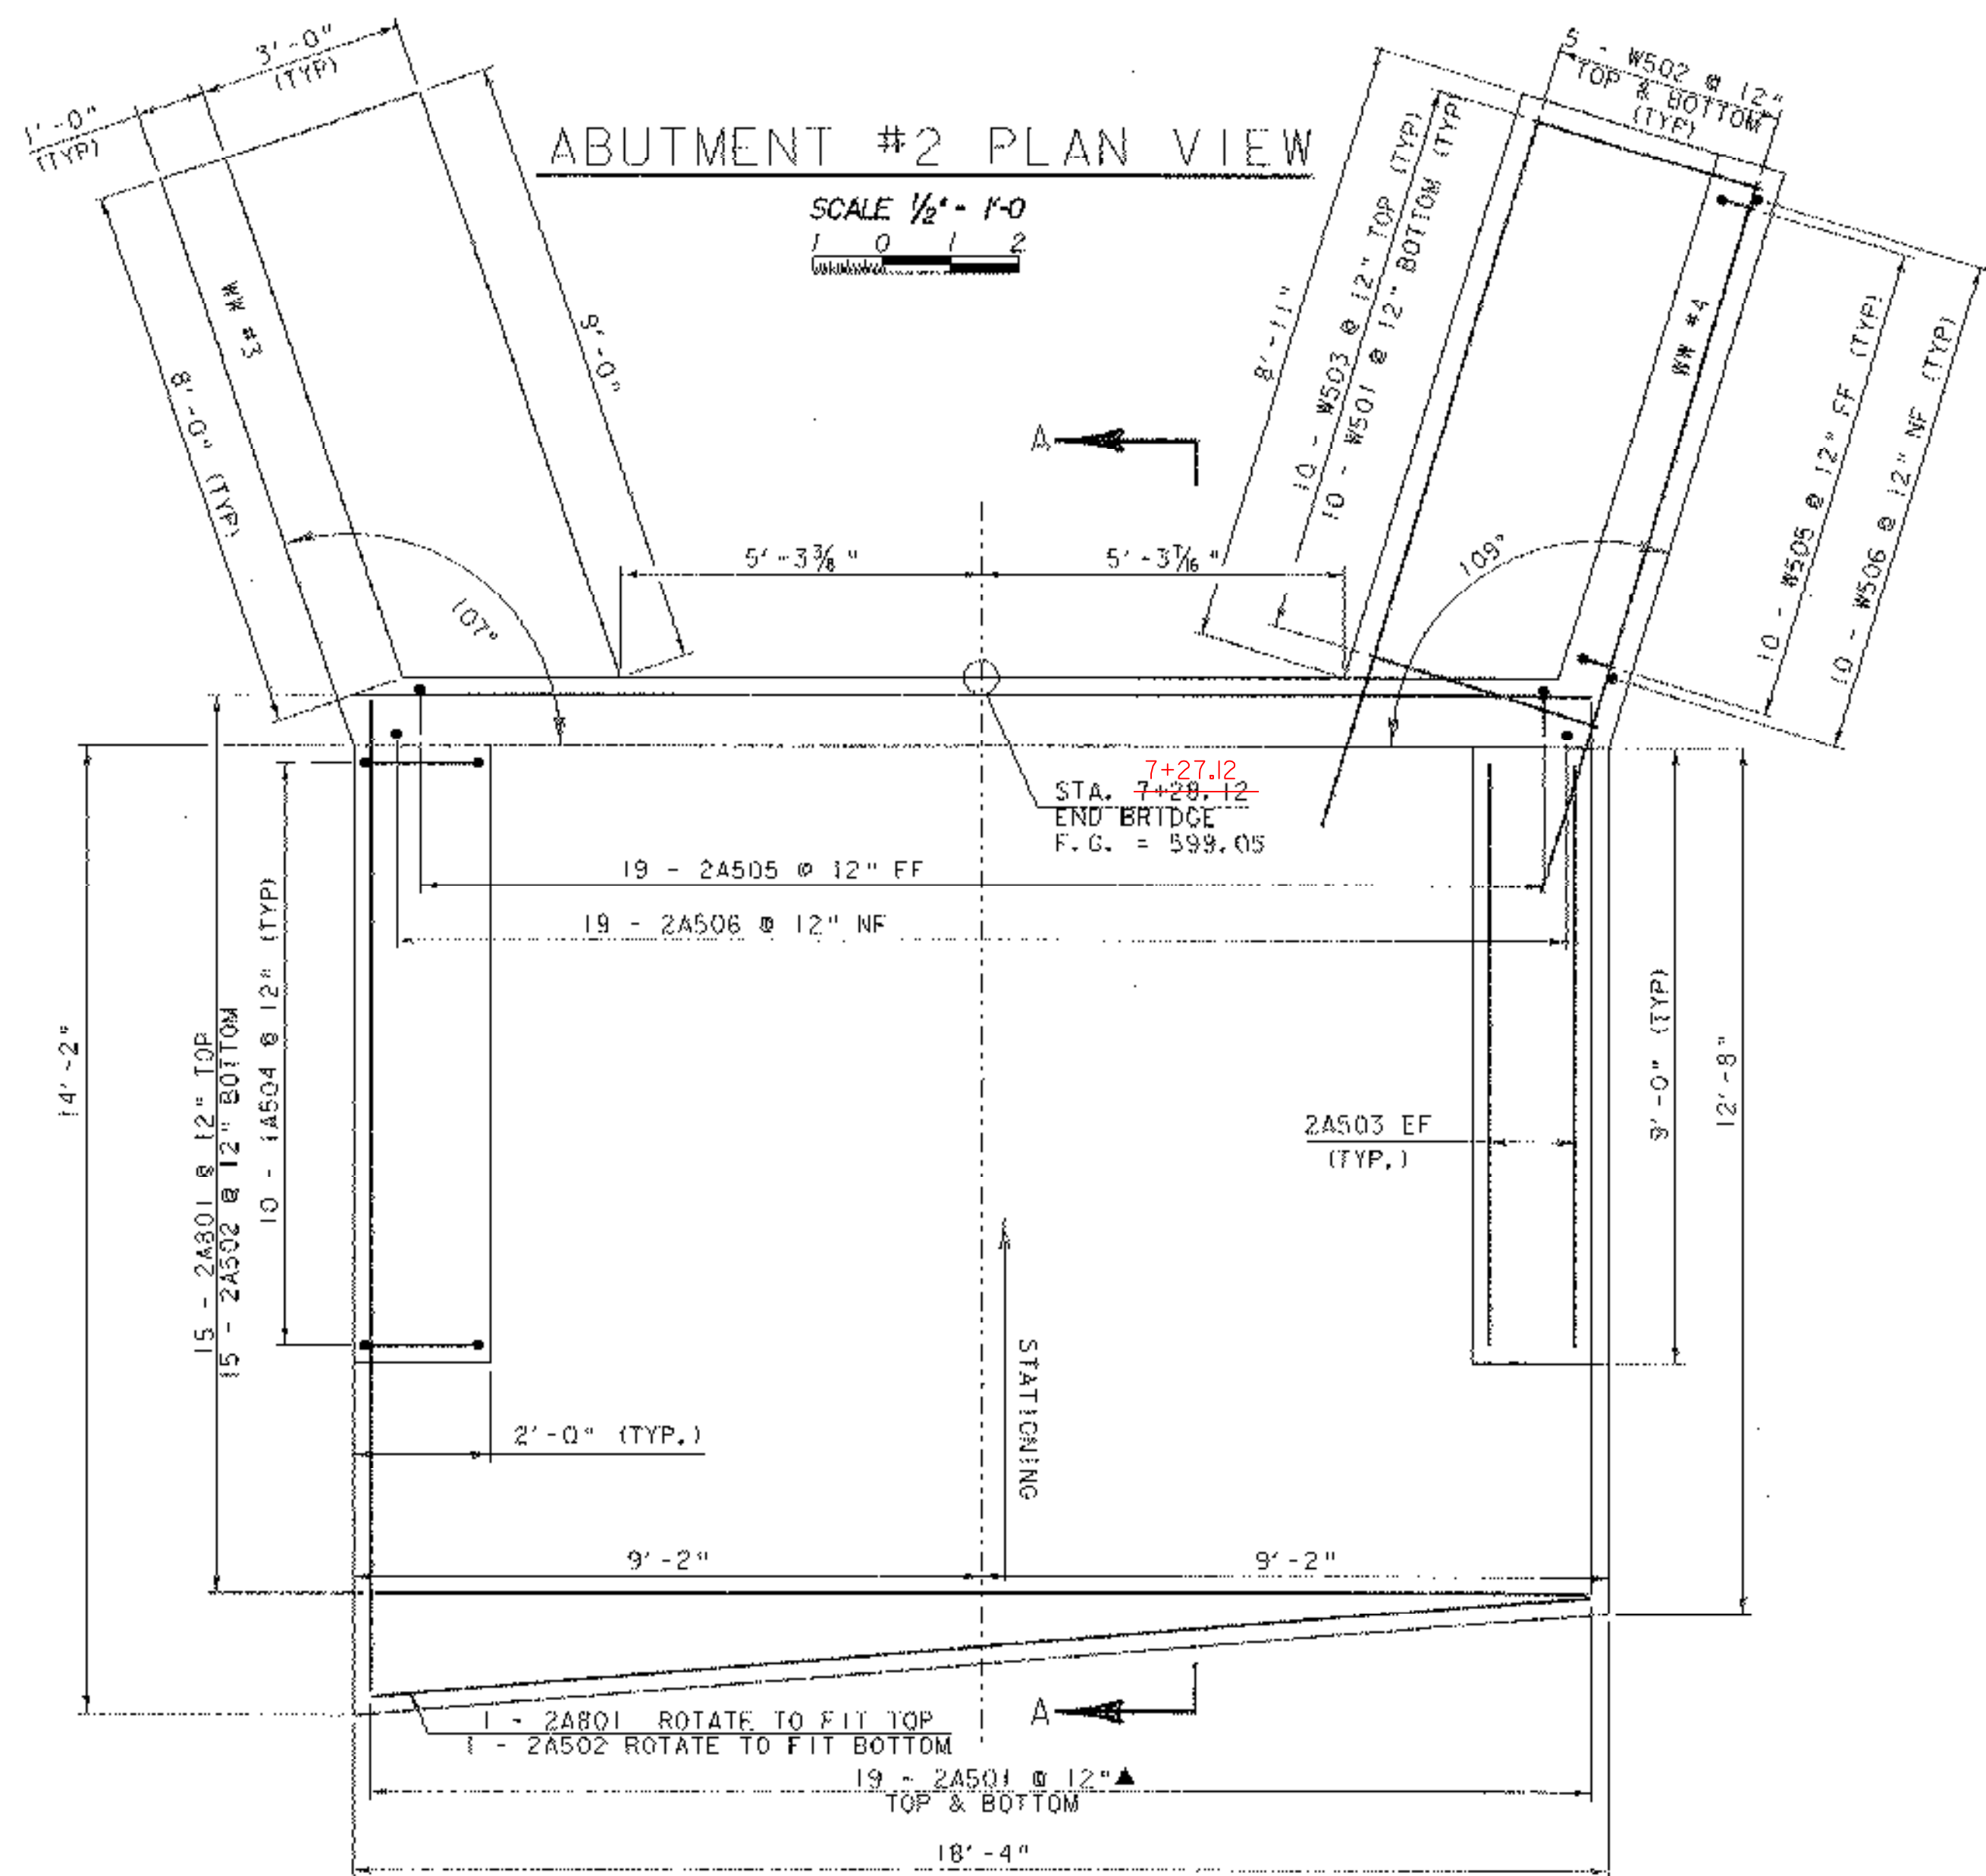 ABUTMENT #2 PLAN VIEW
SCALE 1/2" = 1'-0
1 0 1 2
3'-0"
(TYP)
1'-0"
(TYP)
WW #3
8'-0" (TYP)
8'-0"
107°
5 - W502 @ 12"
TOP & BOTTOM
(TYP)
10 - W503 @ 12" TOP (TYP)
10 - W501 @ 12" BOTTOM (TYP)
8'-11"
WW #4
10 - W505 @ 12" FF (TYP)
10 - W506 @ 12" NF (TYP)
109°
A
5'-3 3/8"
5'-3 7/16"
7+27.12
STA. 7+28.12
END BRIDGE
F.G. = 599.05
19 - 2A505 @ 12" FF
19 - 2A506 @ 12" NF
14'-2"
15 - 2A801 @ 12" TOP
15 - 2A502 @ 12" BOTTOM
10 - 1A504 @ 12" (TYP)
2A503 EF
(TYP.)
9'-0" (TYP)
12'-8"
2'-0" (TYP.)
STATIONING
9'-2"
9'-2"
A
1 - 2A801 ROTATE TO FIT TOP
1 - 2A502 ROTATE TO FIT BOTTOM
19 - 2A501 @ 12"▲
TOP & BOTTOM
18'-4"